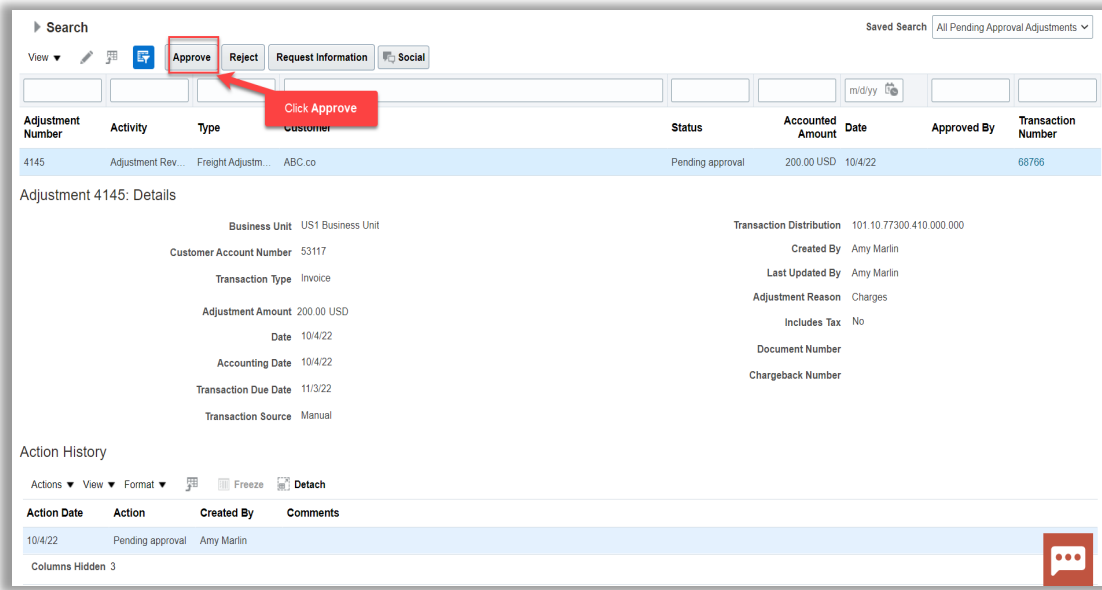 Search
Saved Search All Pending Approval Adjustments
View Approve Reject Request Information Social
m/d/yy
Click Approve
Adjustment Number Activity Type Customer Status Accounted Amount Date Approved By Transaction Number
4145 Adjustment Rev... Freight Adjustm... ABC.co Pending approval 200.00 USD 10/4/22 68766
Adjustment 4145: Details
Business Unit US1 Business Unit
Customer Account Number 53117
Transaction Type Invoice
Adjustment Amount 200.00 USD
Date 10/4/22
Accounting Date 10/4/22
Transaction Due Date 11/3/22
Transaction Source Manual
Transaction Distribution 101.10.77300.410.000.000
Created By Amy Marlin
Last Updated By Amy Marlin
Adjustment Reason Charges
Includes Tax No
Document Number
Chargeback Number
Action History
Actions View Format Freeze Detach
Action Date Action Created By Comments
10/4/22 Pending approval Amy Marlin
Columns Hidden 3